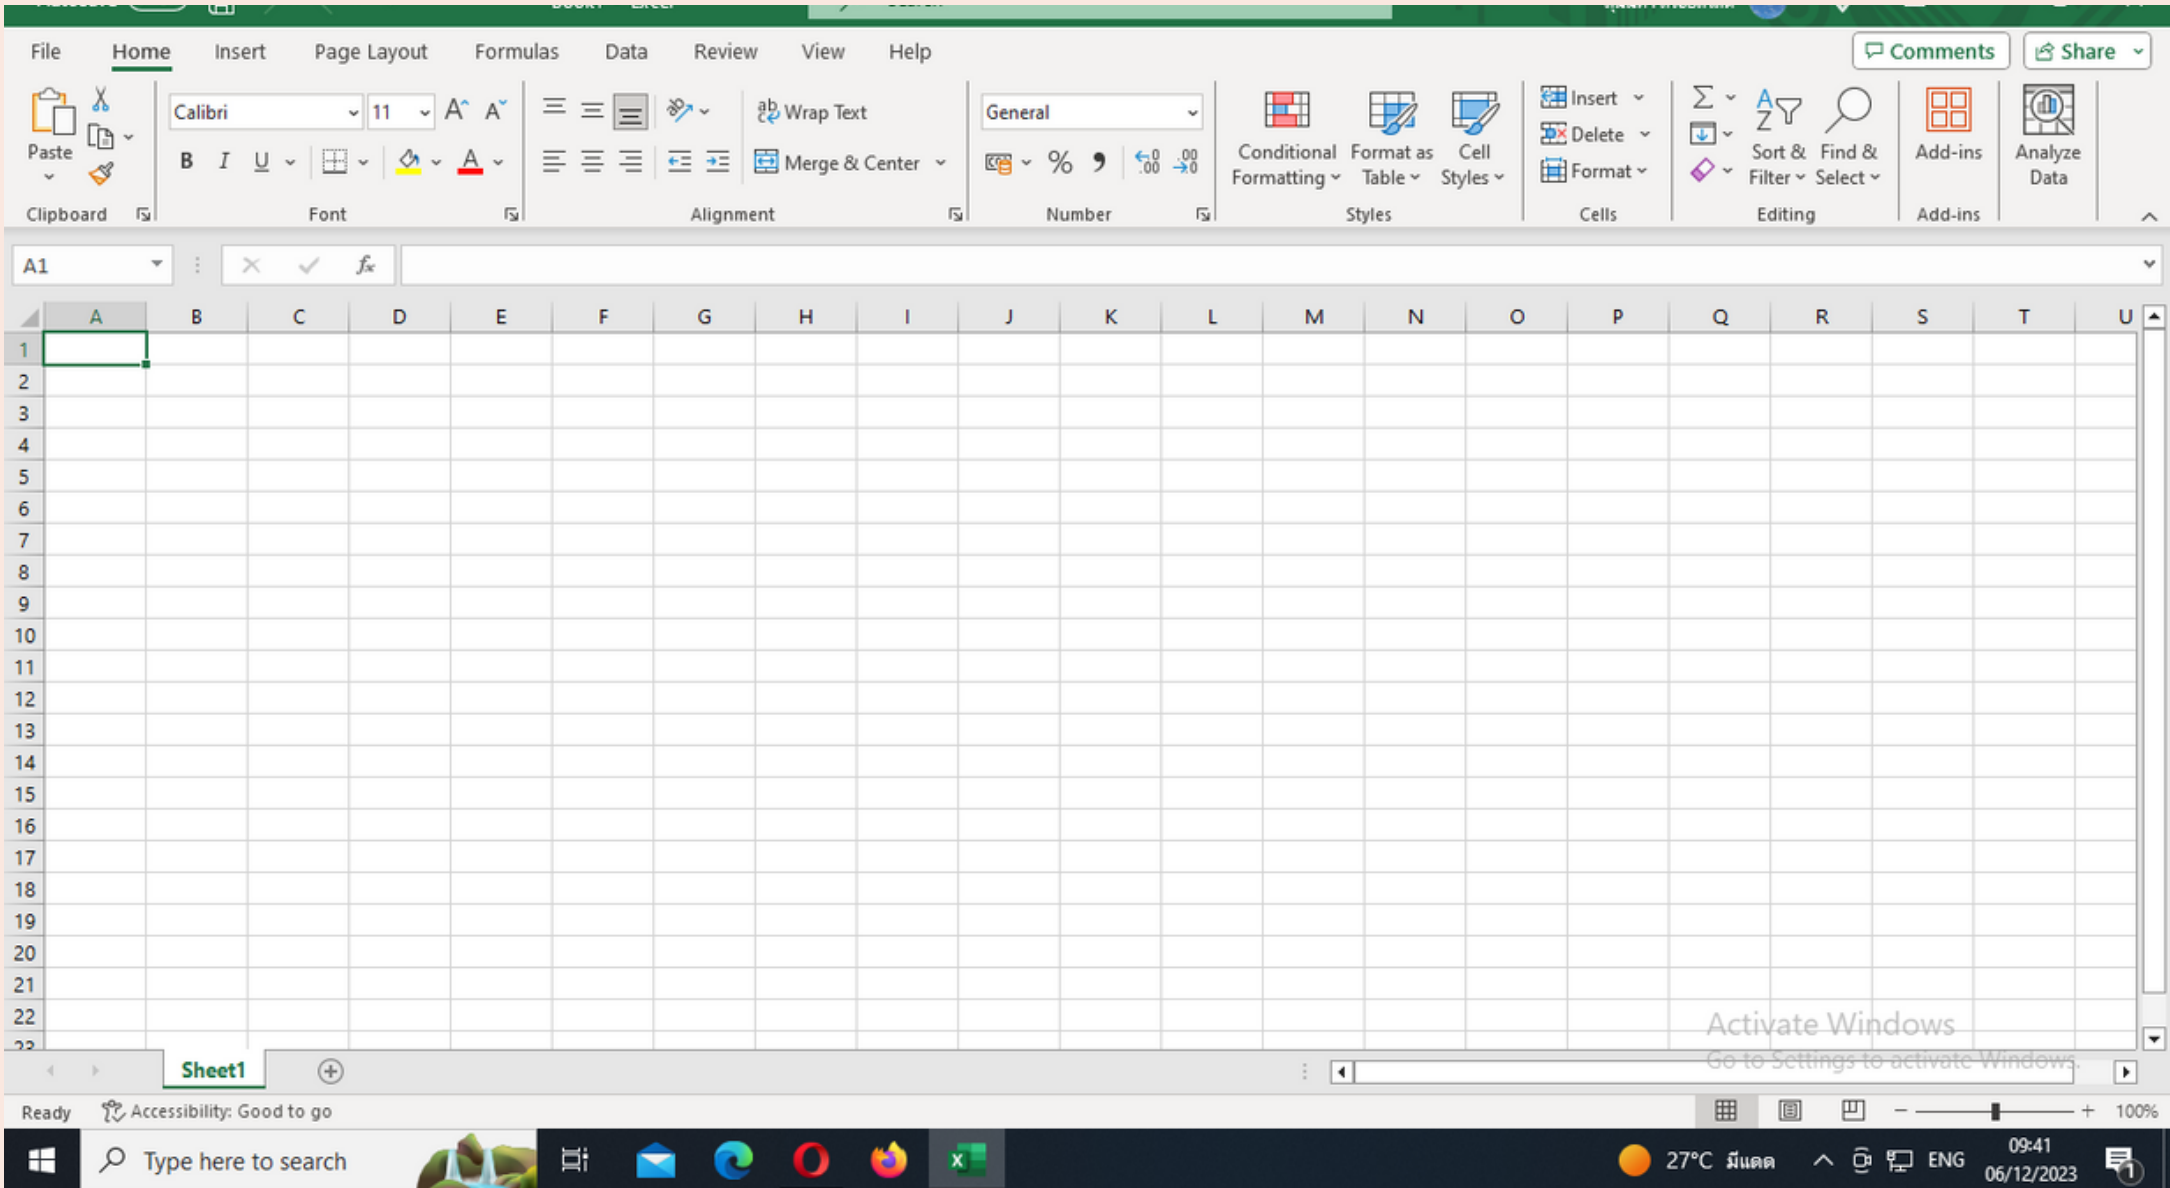 File Home Insert Page Layout Formulas Data Review View Help Comments Share
Calibri 11 Wrap Text General Insert
Paste Delete
B I U Merge & Center Conditional Formatting Format as Table Cell Styles Format Sort & Filter Find & Select Add-ins Analyze Data
Clipboard Font Alignment Number Styles Cells Editing Add-ins
A1 fx
A B C D E F G H I J K L M N O P Q R S T U
1
2
3
4
5
6
7
8
9
10
11
12
13
14
15
16
17
18
19
20
21
22
Activate Windows
Go to Settings to activate Windows.
Sheet1
Ready Accessibility: Good to go 100%
Type here to search 27°C มีแดด ENG 09:41
06/12/2023 1